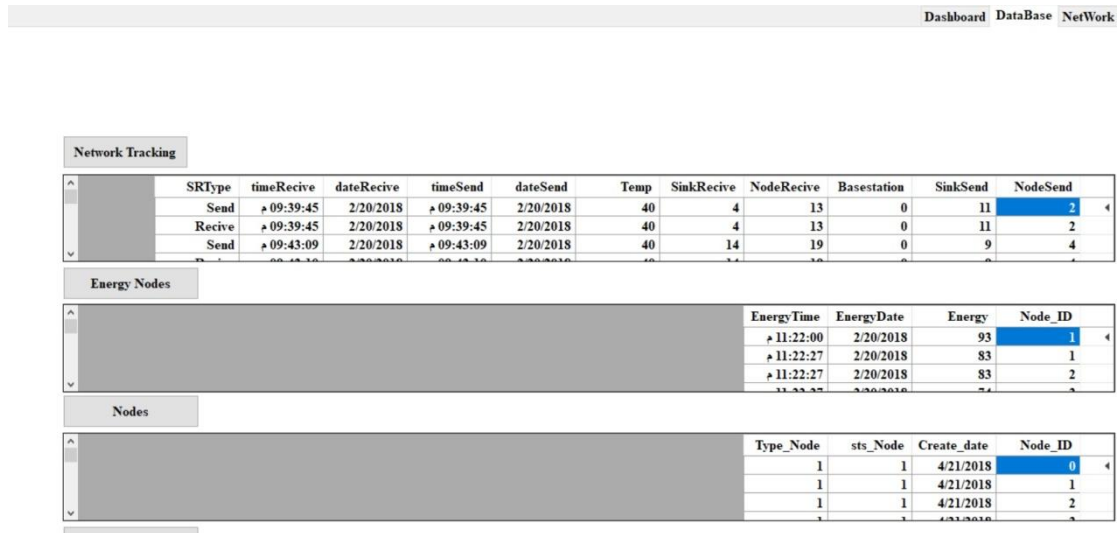 Dashboard DataBase NetWork
Network Tracking
SRType timeRecive dateRecive timeSend dateSend Temp SinkRecive NodeRecive Basestation SinkSend NodeSend
Send 09:39:45 م 2/20/2018 09:39:45 م 2/20/2018 40 4 13 0 11 2
Recive 09:39:45 م 2/20/2018 09:39:45 م 2/20/2018 40 4 13 0 11 2
Send 09:43:09 م 2/20/2018 09:43:09 م 2/20/2018 40 14 19 0 9 4
Energy Nodes
EnergyTime EnergyDate Energy Node_ID
11:22:00 م 2/20/2018 93 1
11:22:27 م 2/20/2018 83 1
11:22:27 م 2/20/2018 83 2
Nodes
Type_Node sts_Node Create_date Node_ID
1 1 4/21/2018 0
1 1 4/21/2018 1
1 1 4/21/2018 2